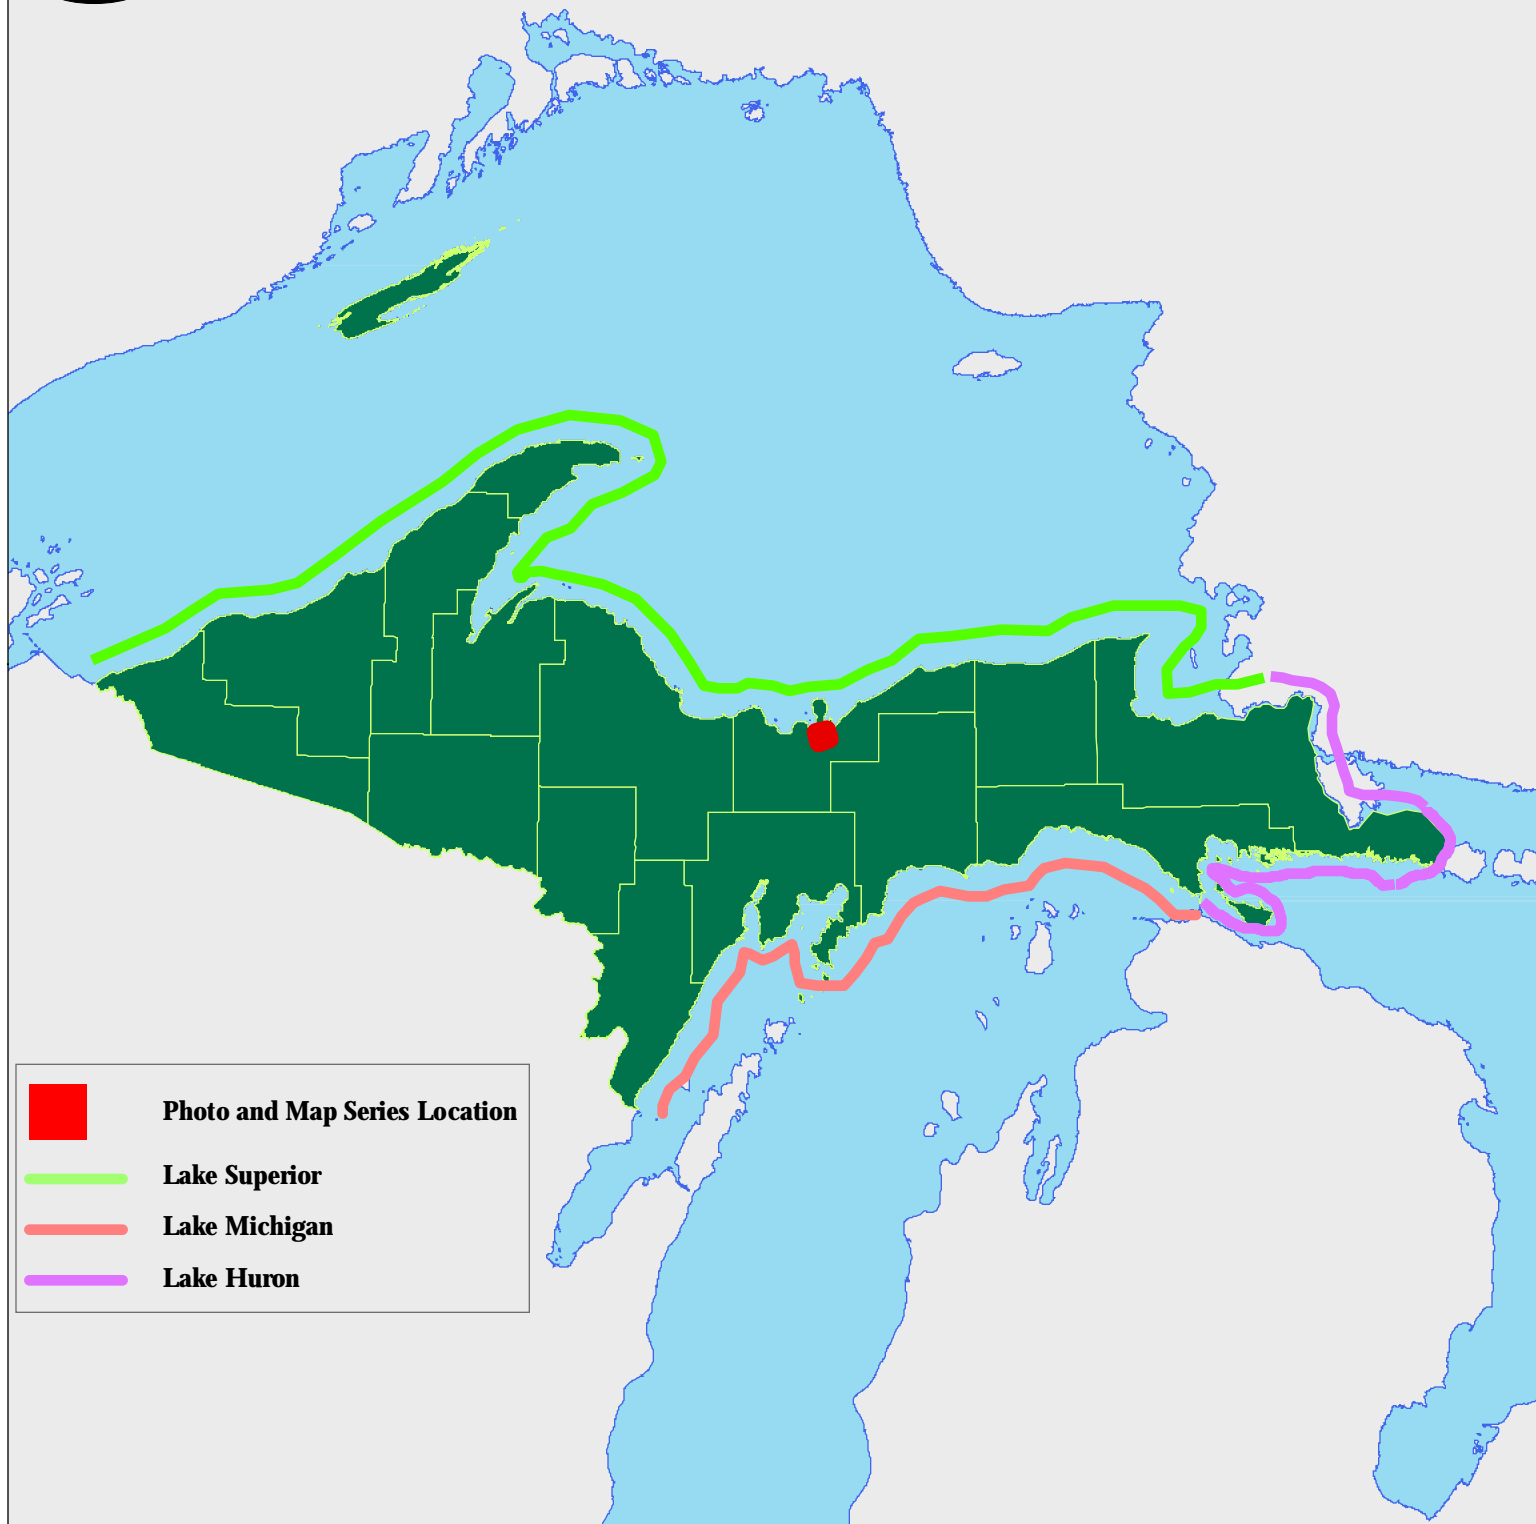 Photo and Map Series Location
Lake Superior
Lake Michigan
Lake Huron